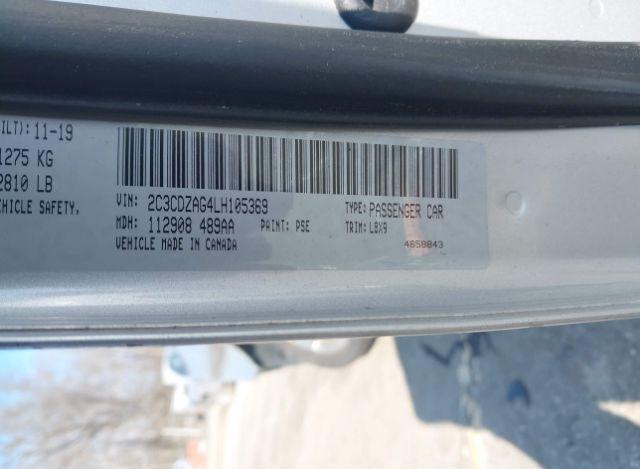 ILT): 11-19
1275 KG
2810 LB
EHICLE SAFETY,
VIN: 2C3CDZAG4LH105369 TYPE: PASSENGER CAR
MDH: 112908 489AA PAINT: PSE TRIM: LBX9
VEHICLE MADE IN CANADA 4658843